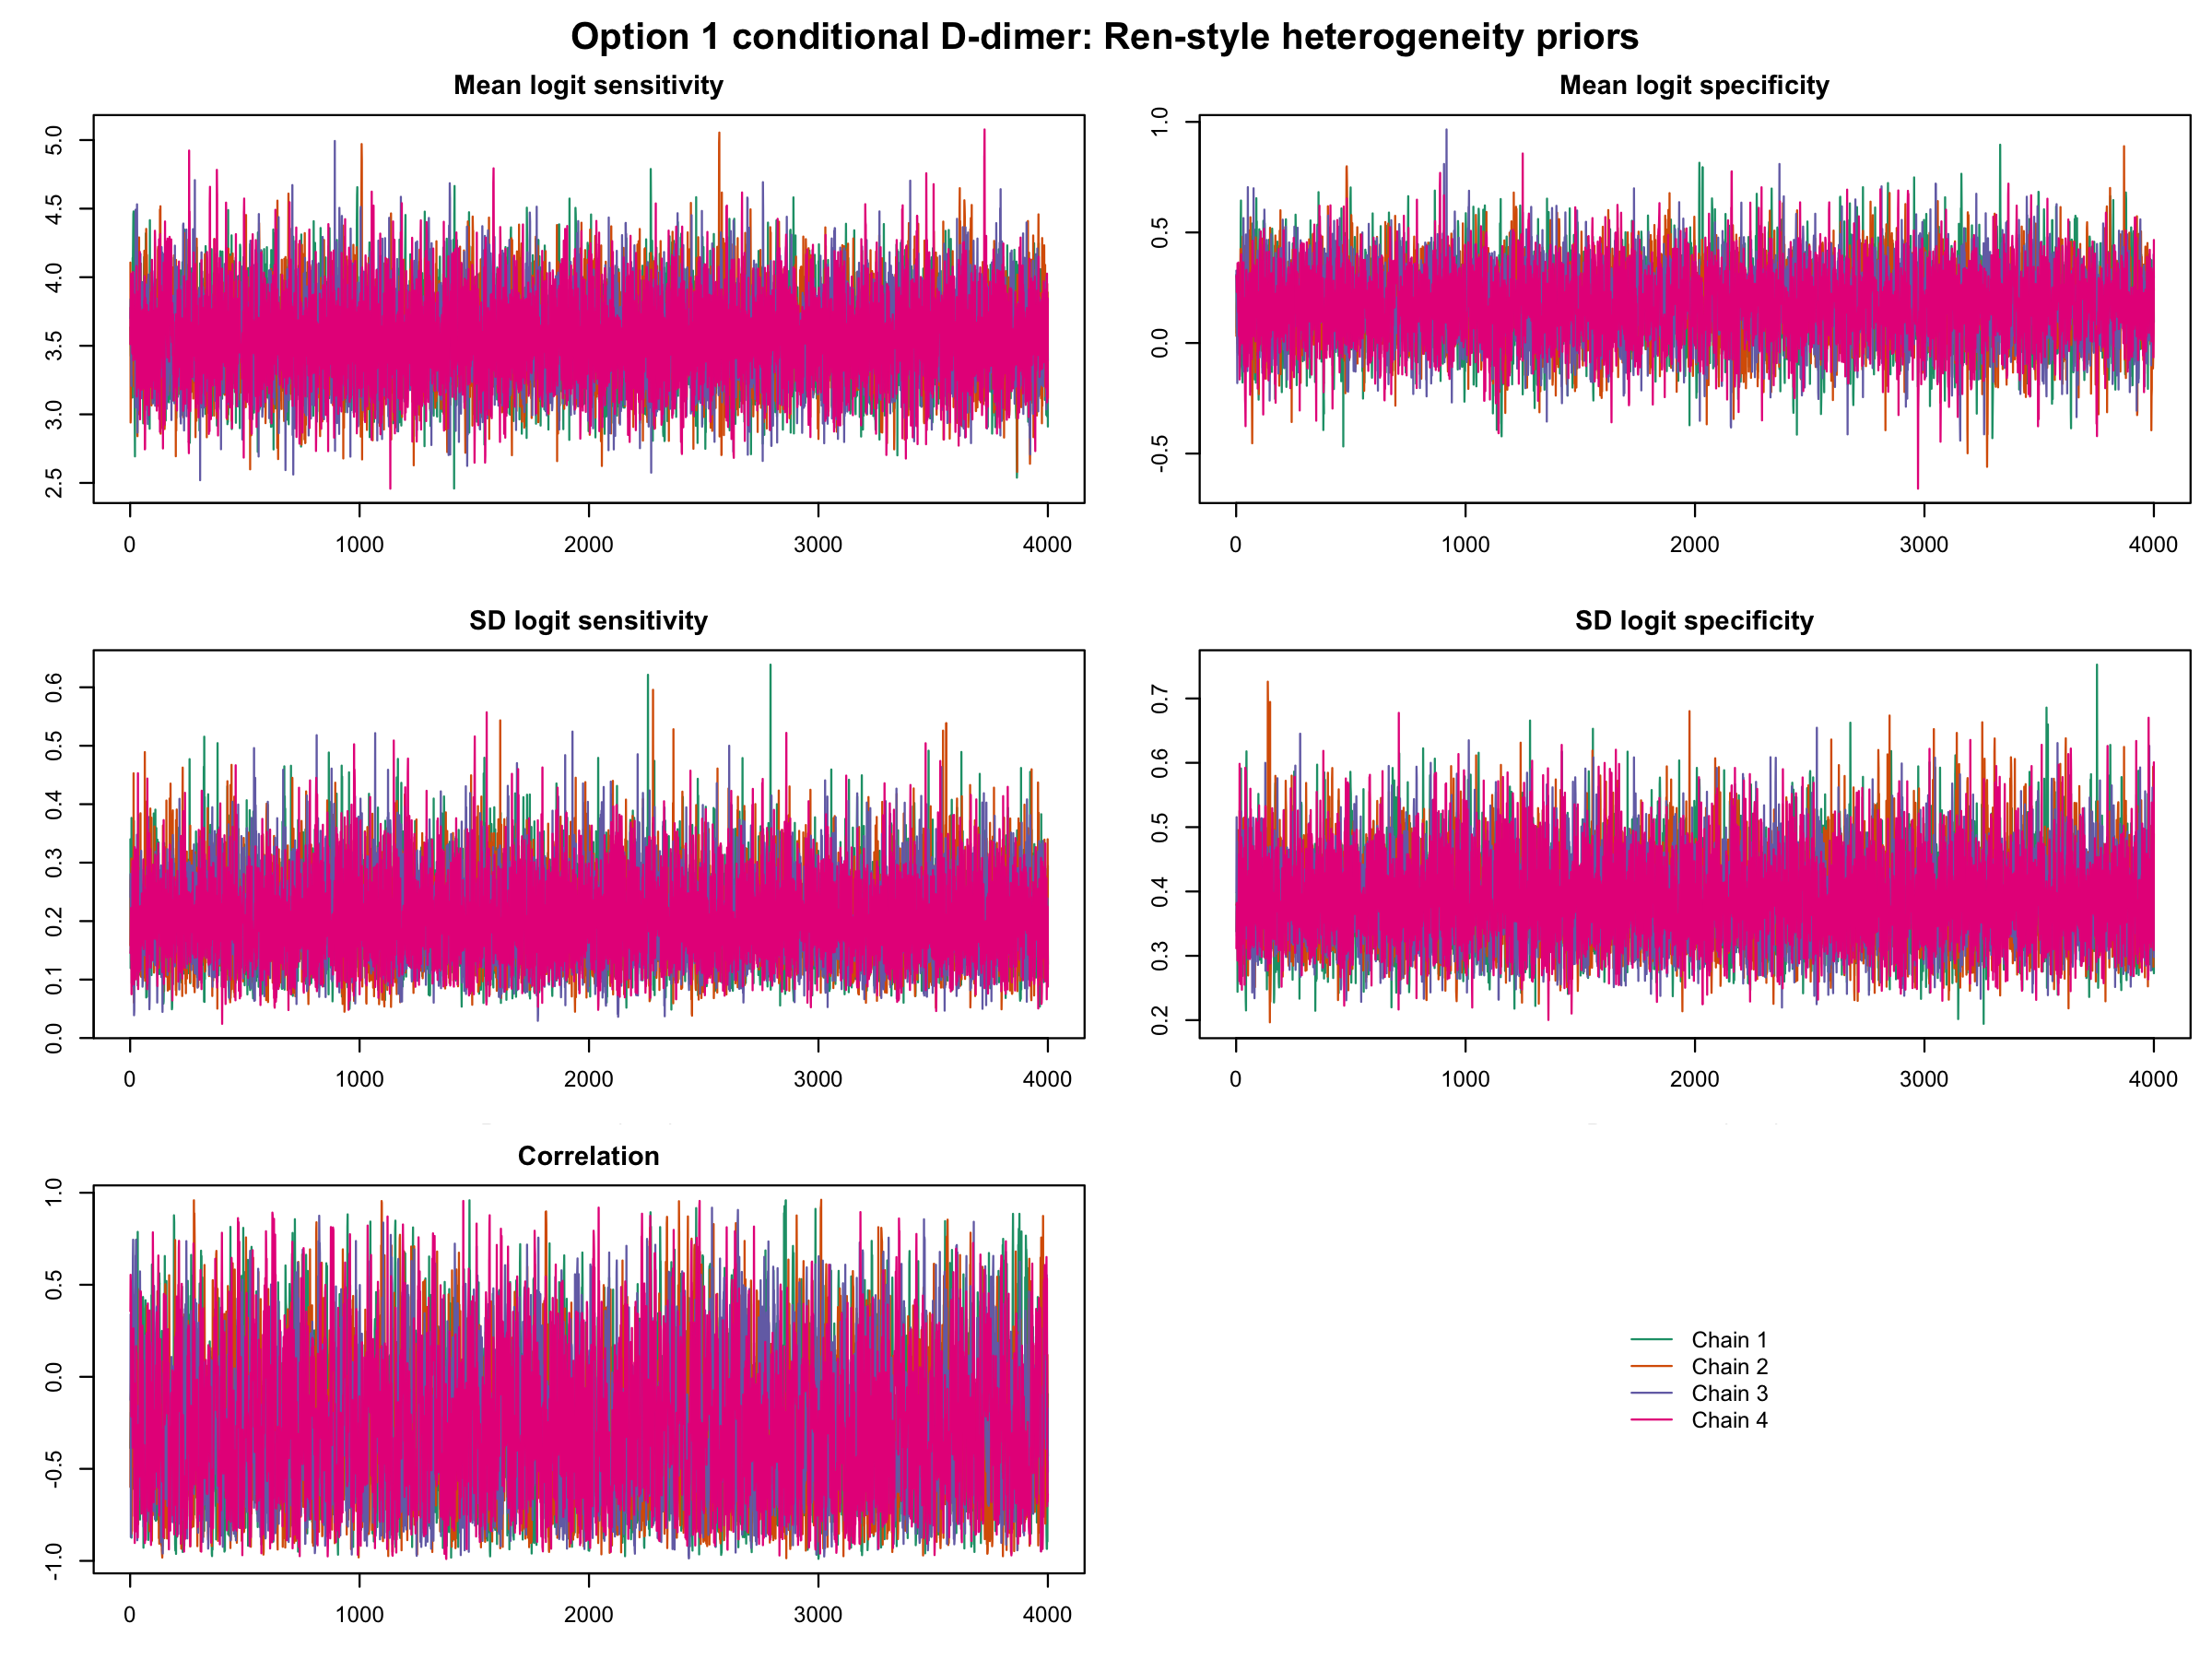 Option 1 conditional D-dimer: Ren-style heterogeneity priors
Mean logit sensitivity
5.0
4.5
4.0
3.5
3.0
2.5
0 1000 2000 3000 4000
Mean logit specificity
1.0
0.5
0.0
-0.5
0 1000 2000 3000 4000
SD logit sensitivity
0.6
0.5
0.4
0.3
0.2
0.1
0.0
0 1000 2000 3000 4000
SD logit specificity
0.7
0.6
0.5
0.4
0.3
0.2
0 1000 2000 3000 4000
Correlation
1.0
0.5
0.0
-0.5
-1.0
0 1000 2000 3000 4000
Chain 1
Chain 2
Chain 3
Chain 4